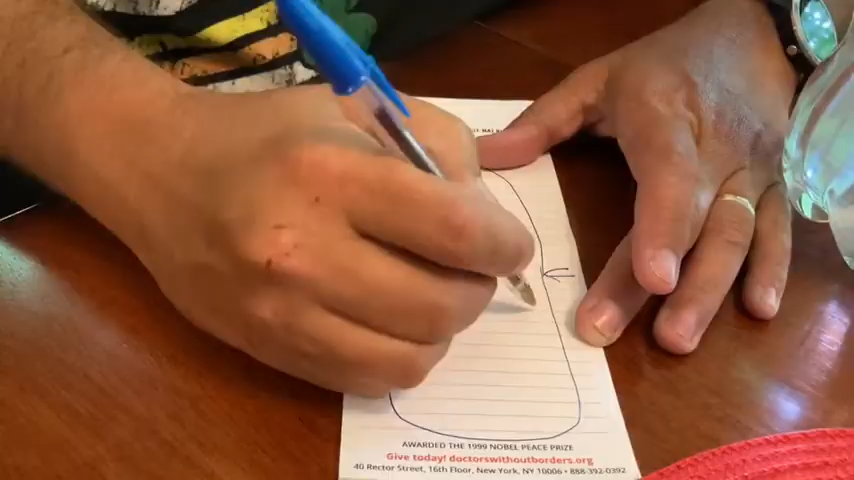 AWARDED THE 1999 NOBEL PEACE PRIZE
Give today! doctorswithoutborders.org
40 Rector St, 16th Floor, New York, NY 10006 • 888-392-0392